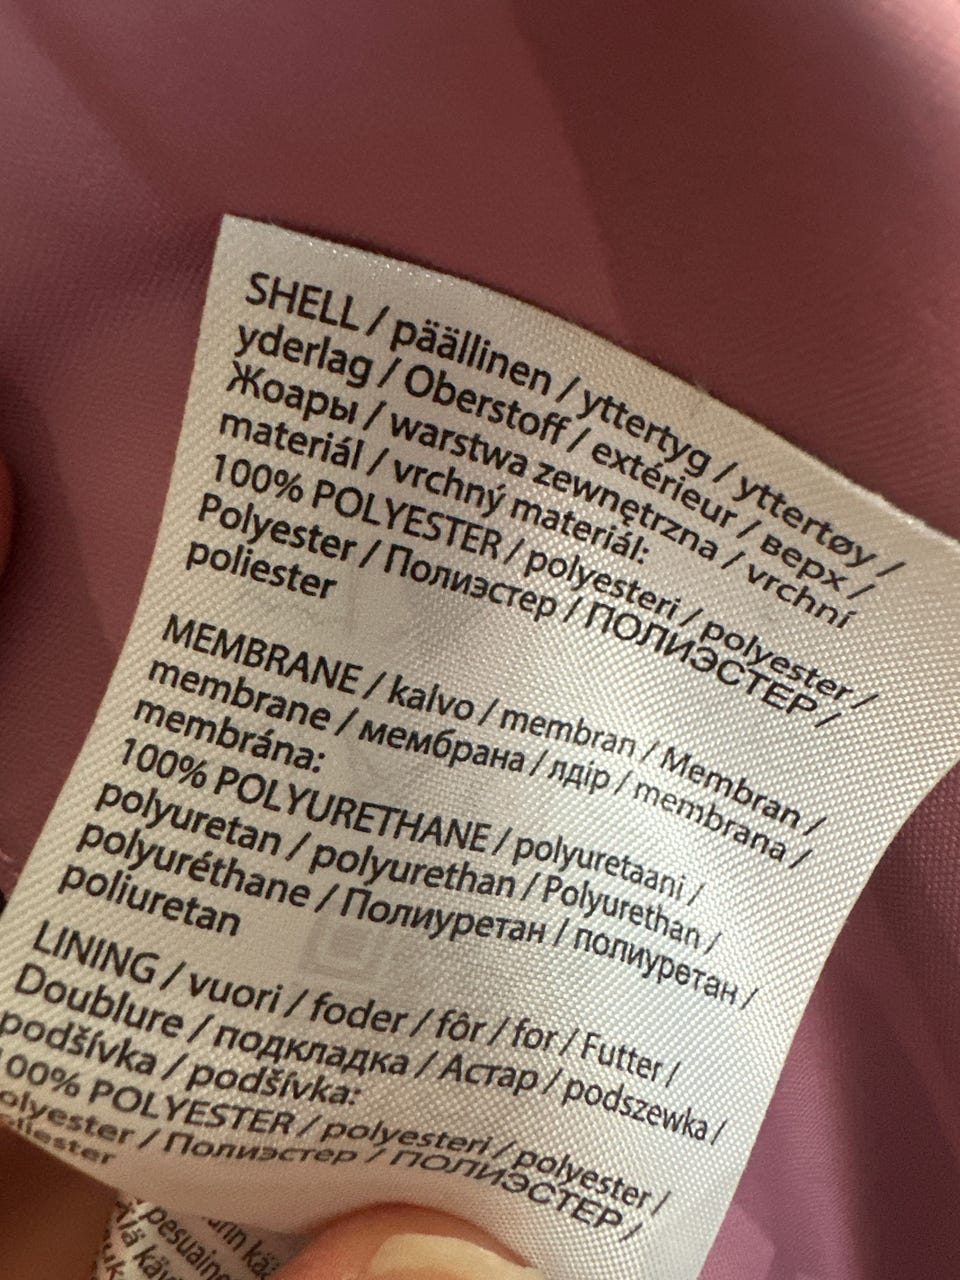 SHELL / päällinen / yttertyg / yttertøy /
yderlag / Oberstoff / extérieur / верх /
Жоары / warstwa zewnętrzna / vrchní
materiál / vrchný materiál:
100% POLYESTER / polyesteri / polyester /
Polyester / Полиэстер / ПОЛИЭСТЕР /
poliester
MEMBRANE / kalvo / membran / Membran /
membrane / мембрана / лдір / membrana /
membrána:
100% POLYURETHANE / polyuretaani /
polyuretan / polyurethan / Polyurethan /
polyuréthane / Полиуретан / полиуретан /
poliuretan
LINING / vuori / foder / fôr / for / Futter /
Doublure / подкладка / Астар / podszewka /
podšívka / podšívka:
100% POLYESTER / polyesteri / polyester /
olyester / Полиэстер / ПОЛИЭСТЕР /
oliester
pesuaine